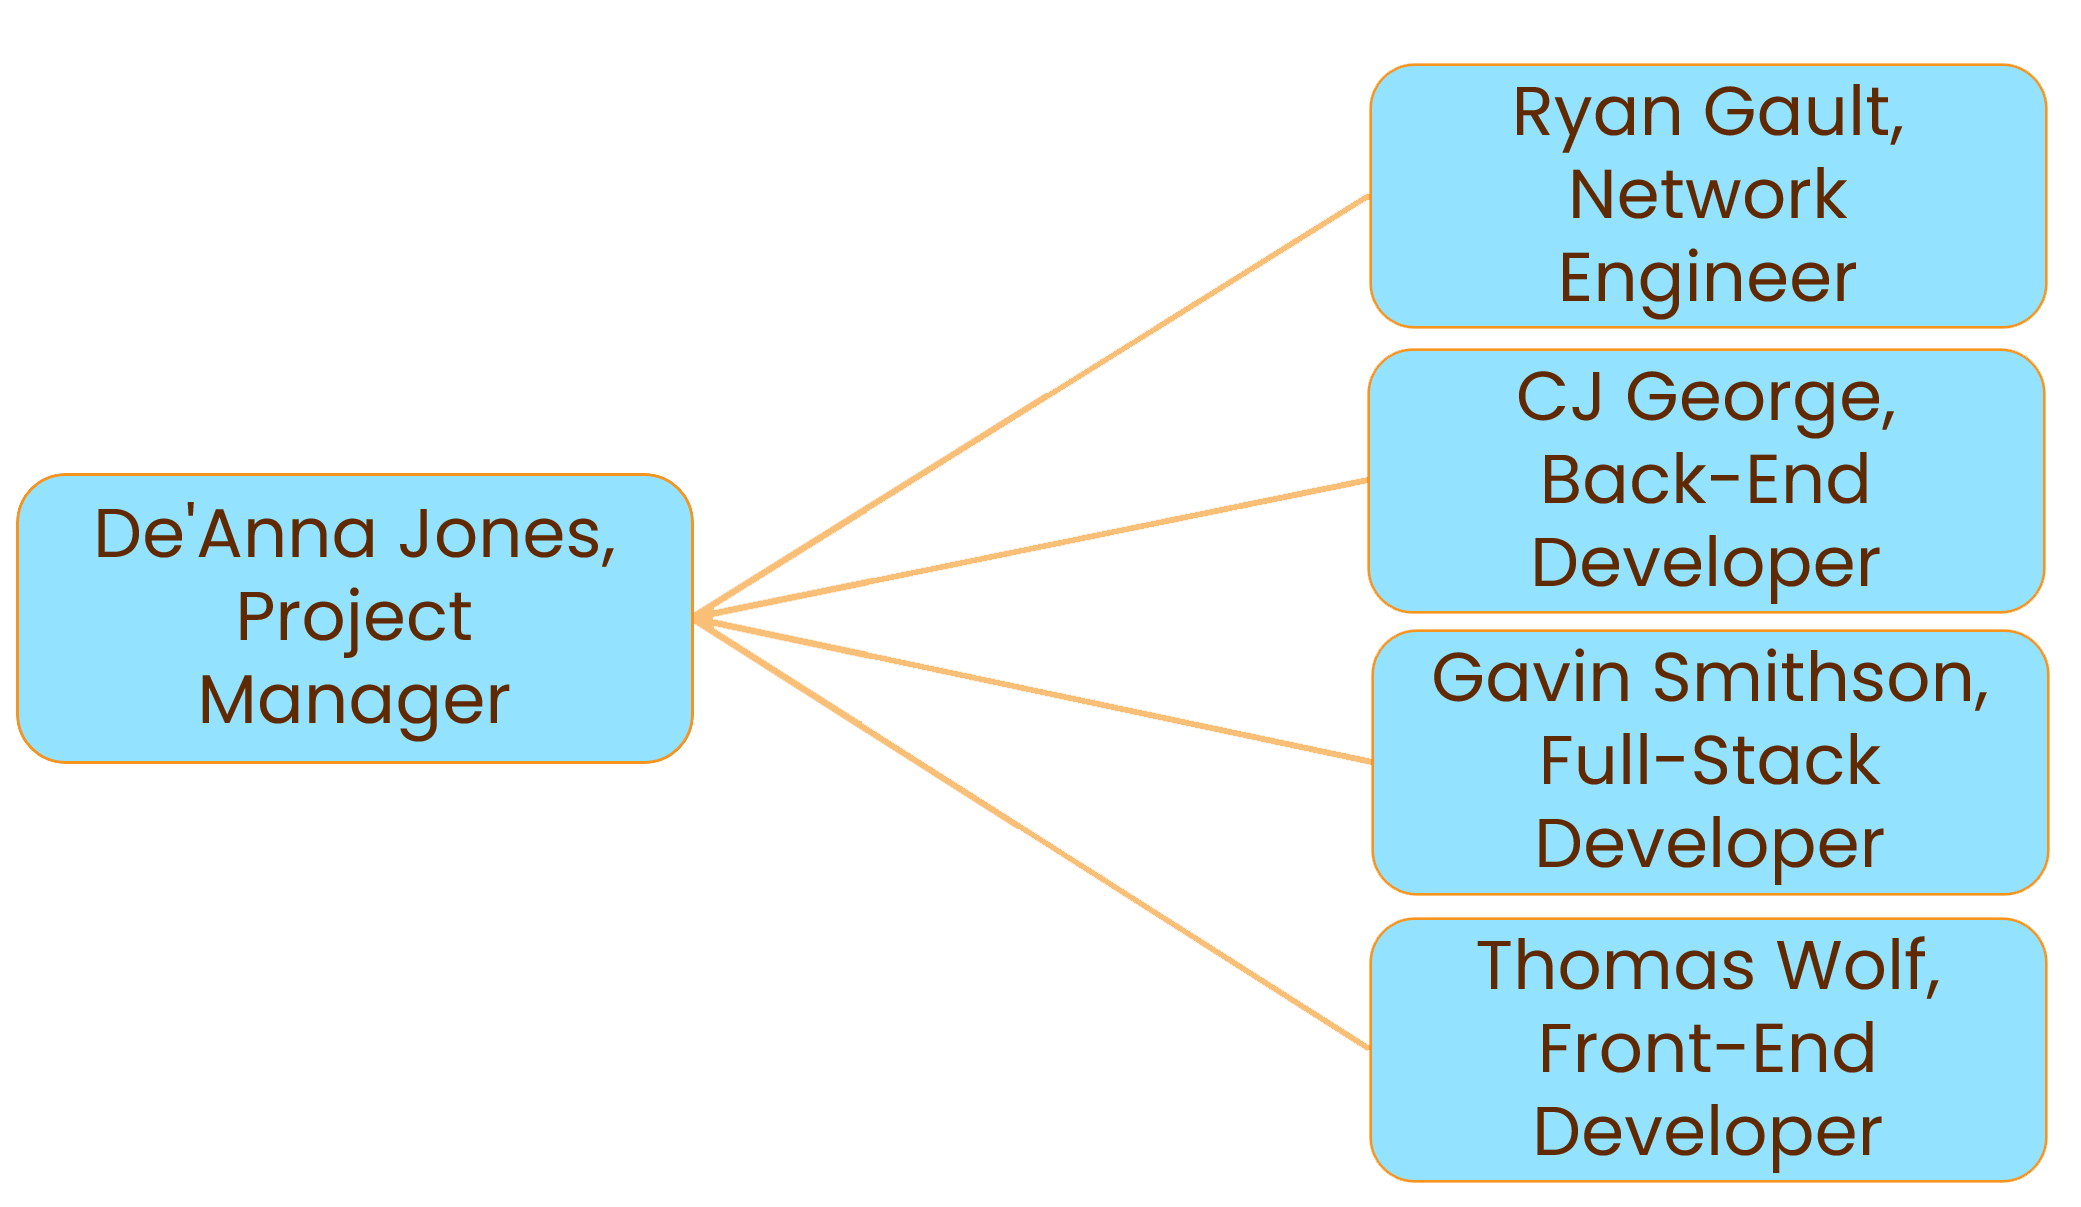 De'Anna Jones,
Project
Manager
Ryan Gault,
Network
Engineer
CJ George,
Back-End
Developer
Gavin Smithson,
Full-Stack
Developer
Thomas Wolf,
Front-End
Developer